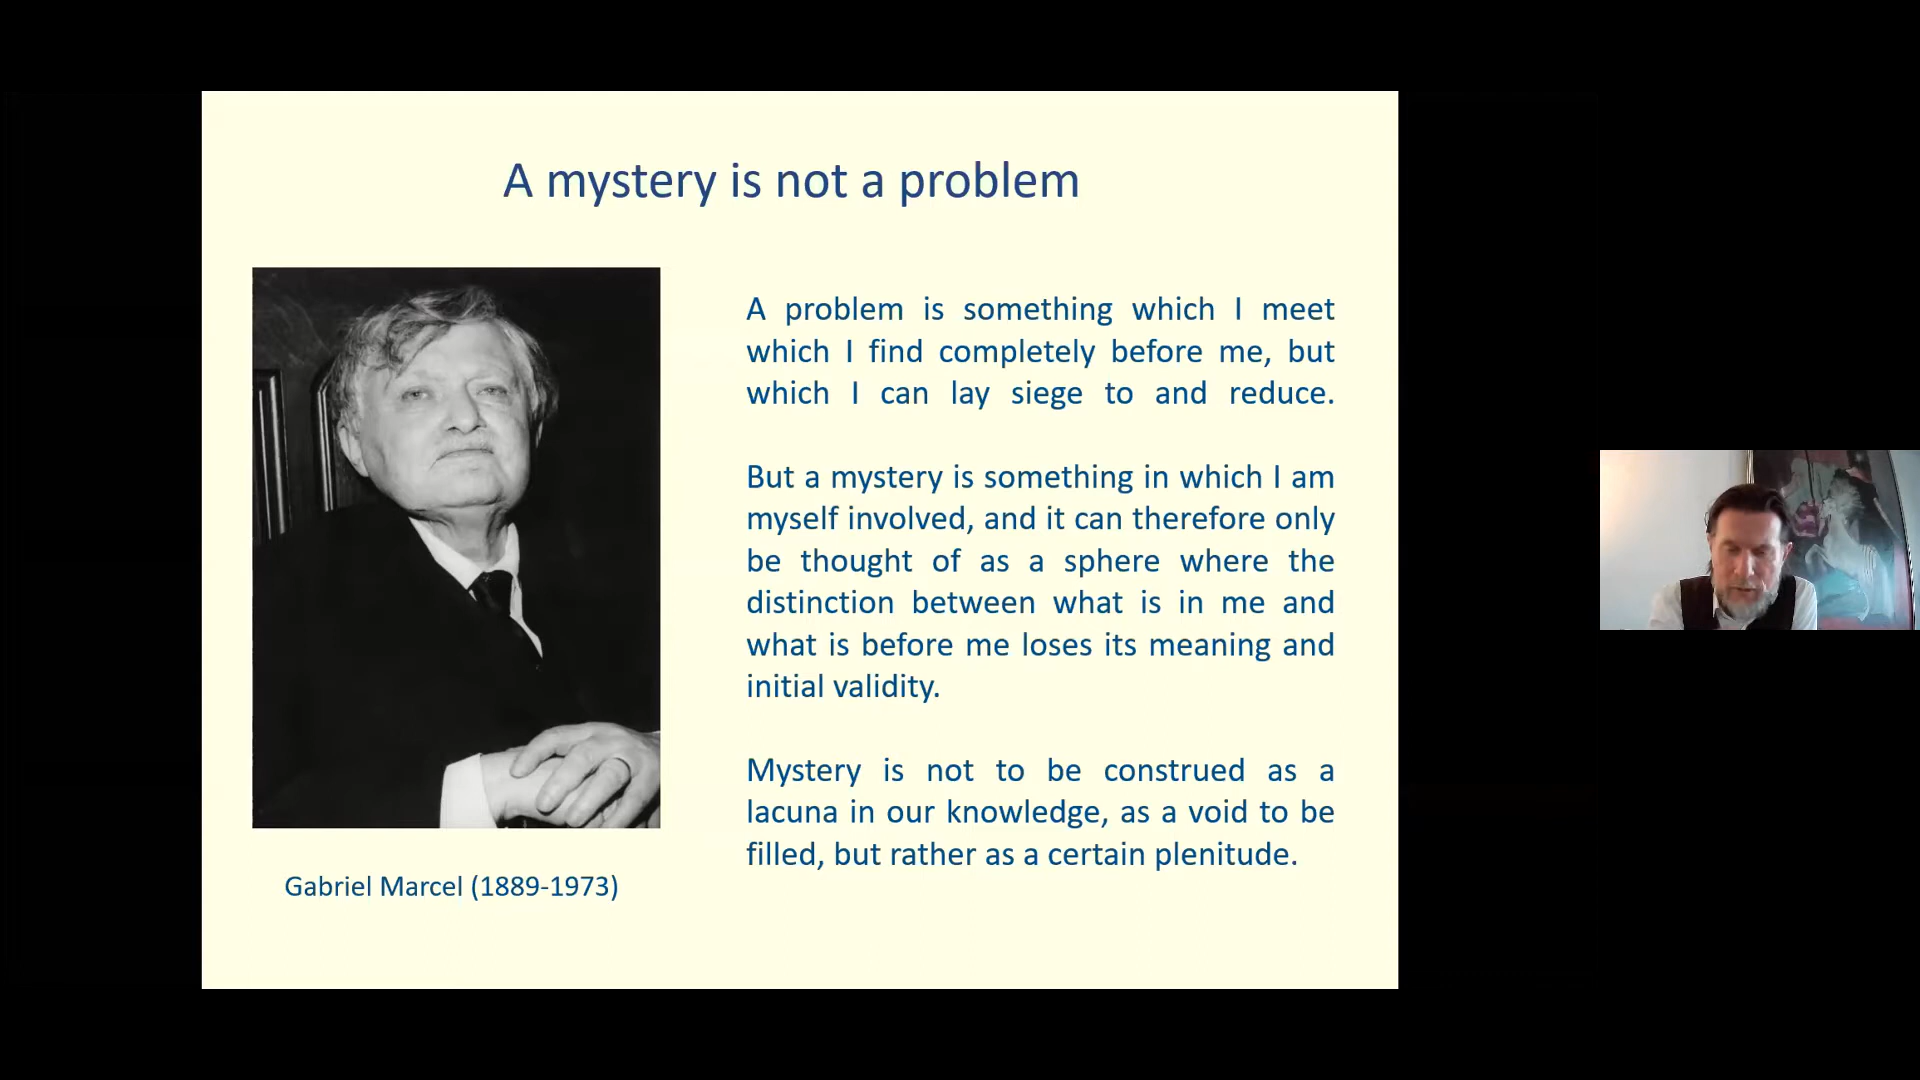 A mystery is not a problem
A problem is something which I meet
which I find completely before me, but
which I can lay siege to and reduce.
But a mystery is something in which I am
myself involved, and it can therefore only
be thought of as a sphere where the
distinction between what is in me and
what is before me loses its meaning and
initial validity.
Mystery is not to be construed as a
lacuna in our knowledge, as a void to be
filled, but rather as a certain plenitude.
Gabriel Marcel (1889-1973)